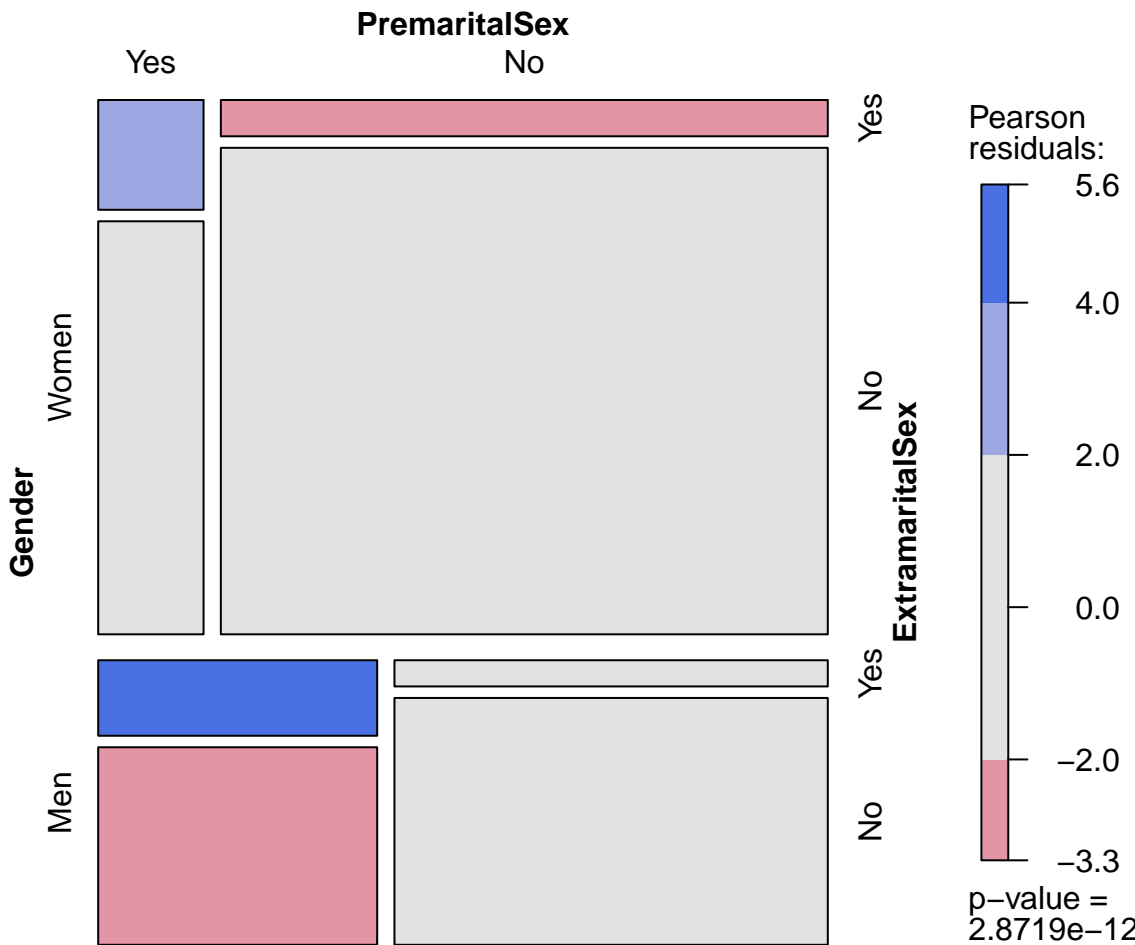 PremaritalSex
Yes No
Gender
Women
Men
Yes
No
Yes
No
ExtramaritalSex
Pearson
residuals:
5.6
4.0
2.0
0.0
−2.0
−3.3
p−value =
2.8719e−12